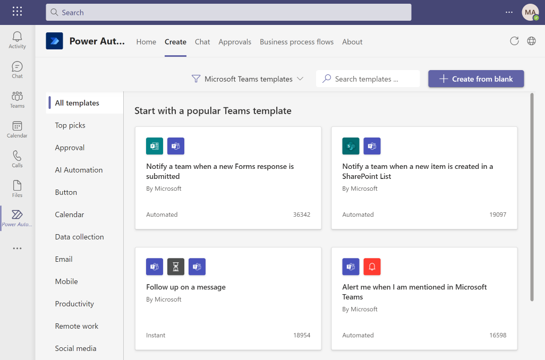 Search
MA
Activity
Chat
Teams
Calendar
Calls
Files
Power Auto...
Power Aut...
Home
Create
Chat
Approvals
Business process flows
About
Microsoft Teams templates
Search templates ...
Create from blank
All templates
Top picks
Approval
AI Automation
Button
Calendar
Data collection
Email
Mobile
Productivity
Remote work
Social media
Start with a popular Teams template
Notify a team when a new Forms response is
submitted
By Microsoft
Automated
36342
Notify a team when a new item is created in a
SharePoint List
By Microsoft
Automated
19097
Follow up on a message
By Microsoft
Instant
18954
Alert me when I am mentioned in Microsoft
Teams
By Microsoft
Automated
16598